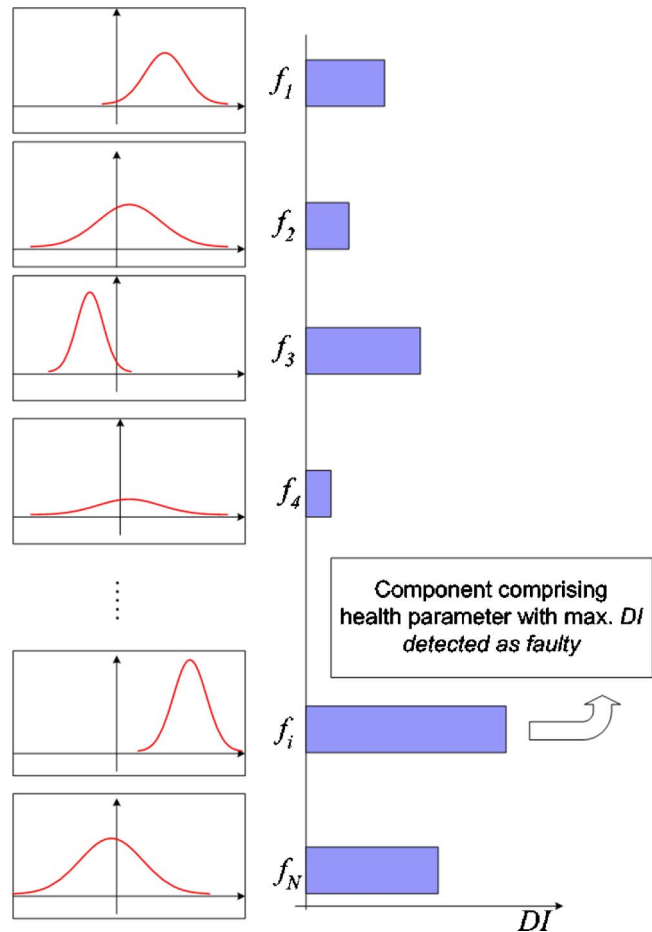 f1
f2
f3
f4
......
Component comprising
health parameter with max. DI
detected as faulty
fi
fN
DI